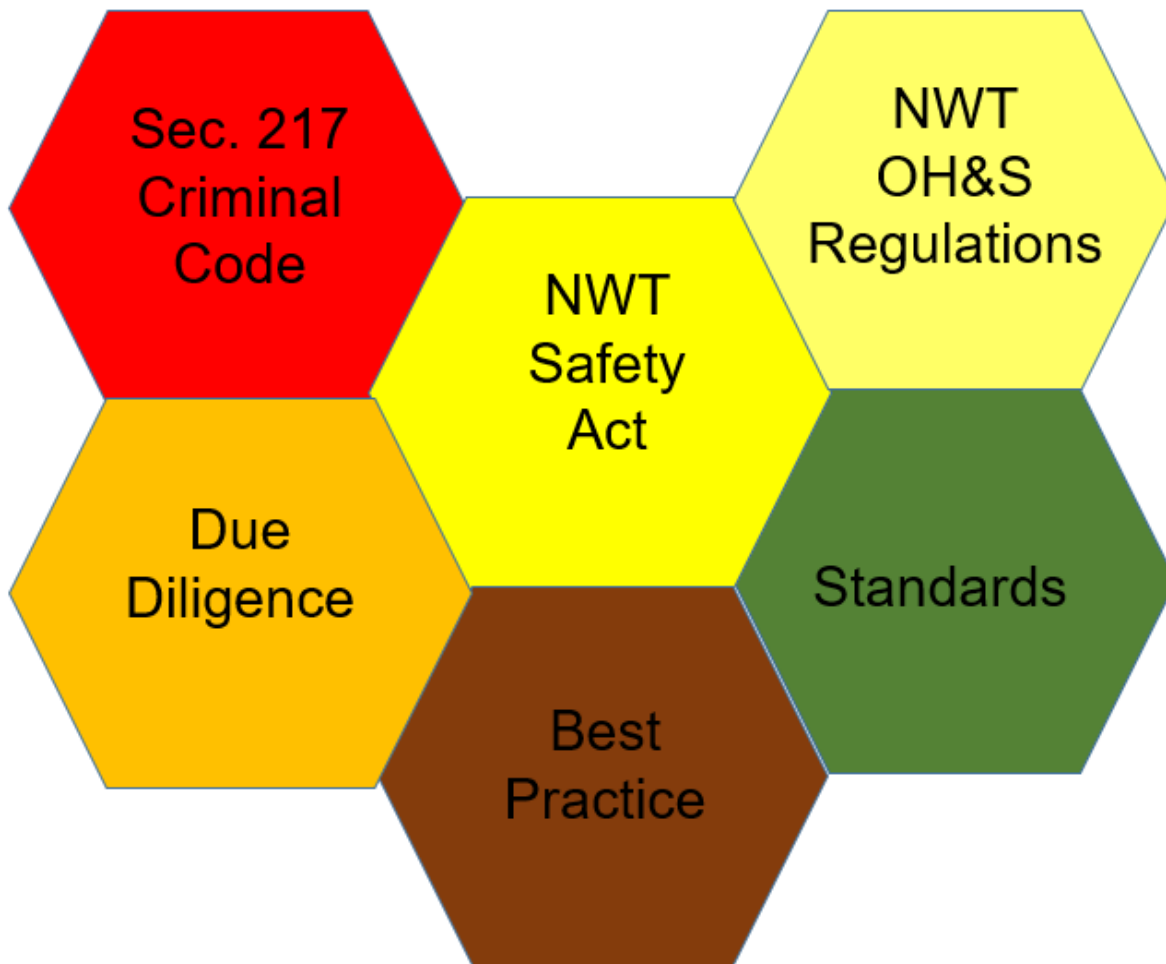 Sec. 217
Criminal
Code
NWT
OH&S
Regulations
NWT
Safety
Act
Due
Diligence
Standards
Best
Practice